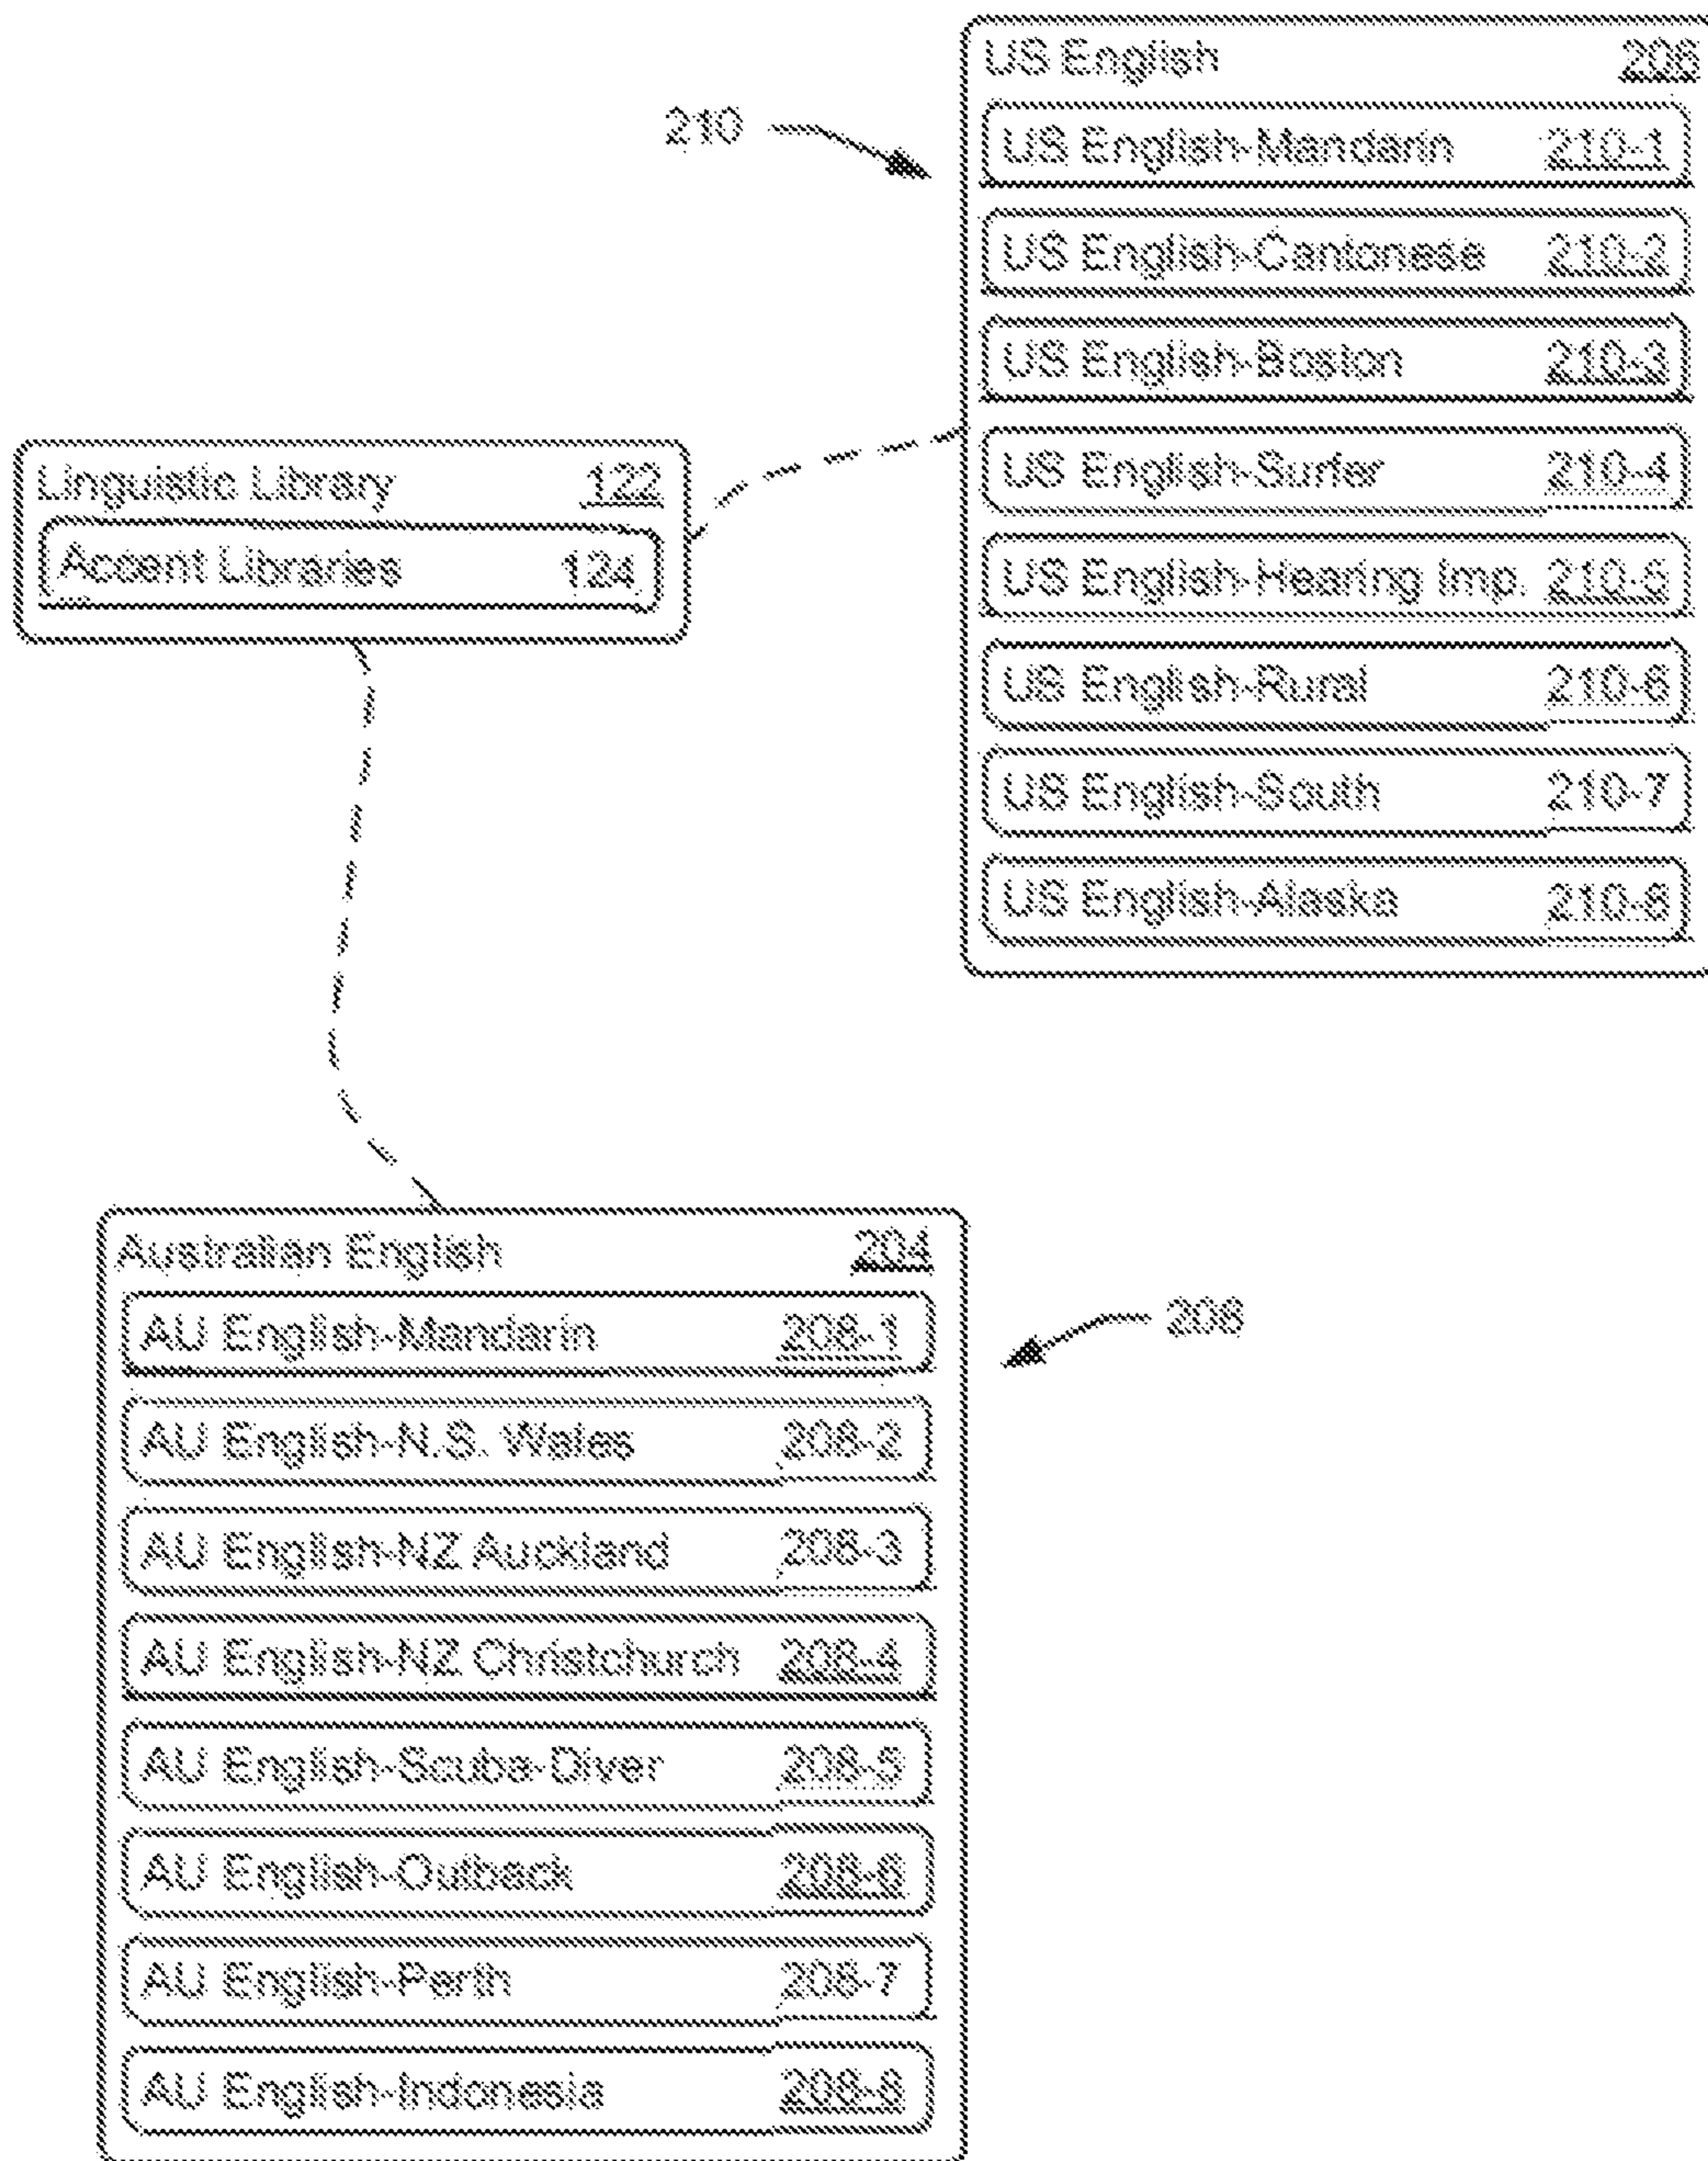 US English 206
210
US English-Mandarin 210-1
US English-Cantonese 210-2
US English-Boston 210-3
US English-Surfer 210-4
US English-Hearing Imp. 210-5
US English-Rural 210-6
US English-South 210-7
US English-Alaska 210-8
Linguistic Library 122
Accent Libraries 124
Australian English 204
208
AU English-Mandarin 208-1
AU English-N.S. Wales 208-2
AU English-NZ Auckland 208-3
AU English-NZ Christchurch 208-4
AU English-Scuba-Diver 208-5
AU English-Outback 208-6
AU English-Perth 208-7
AU English-Indonesia 208-8